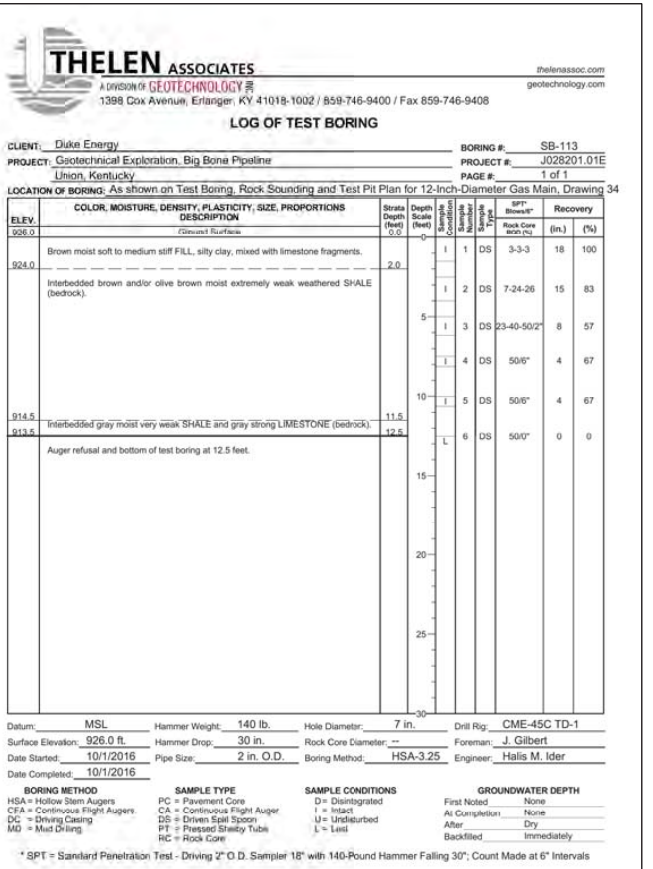 THELEN ASSOCIATES
thelenassoc.com
A DIVISION OF GEOTECHNOLOGY INC
geotechnology.com
1398 Cox Avenue, Erlanger, KY 41018-1002 / 859-746-9400 / Fax 859-746-9408
LOG OF TEST BORING
CLIENT: Duke Energy BORING #: SB-113
PROJECT: Geotechnical Exploration, Big Bone Pipeline PROJECT #: J028201.01E
Union, Kentucky PAGE #: 1 of 1
LOCATION OF BORING: As shown on Test Boring, Rock Sounding and Test Pit Plan for 12-Inch-Diameter Gas Main, Drawing 34
ELEV. COLOR, MOISTURE, DENSITY, PLASTICITY, SIZE, PROPORTIONS DESCRIPTION Strata Depth (feet) Depth Scale (feet) Sample Condition Sample Number Sample Type SPT* Blows/6" Rock Core RQD (%) Recovery (in.) (%)
926.0 Ground Surface 0.0 0
Brown moist soft to medium stiff FILL, silty clay, mixed with limestone fragments. I 1 DS 3-3-3 18 100
924.0 2.0
Interbedded brown and/or olive brown moist extremely weak weathered SHALE I 2 DS 7-24-26 15 83
(bedrock).
5
I 3 DS 23-40-50/2" 8 57
I 4 DS 50/6" 4 67
10 I 5 DS 50/6" 4 67
914.5 11.5
Interbedded gray moist very weak SHALE and gray strong LIMESTONE (bedrock).
913.5 12.5 L 6 DS 50/0" 0 0
Auger refusal and bottom of test boring at 12.5 feet.
15
20
25
30
Datum: MSL Hammer Weight: 140 lb. Hole Diameter: 7 in. Drill Rig: CME-45C TD-1
Surface Elevation: 926.0 ft. Hammer Drop: 30 in. Rock Core Diameter: -- Foreman: J. Gilbert
Date Started: 10/1/2016 Pipe Size: 2 in. O.D. Boring Method: HSA-3.25 Engineer: Halis M. Ider
Date Completed: 10/1/2016
BORING METHOD SAMPLE TYPE SAMPLE CONDITIONS GROUNDWATER DEPTH
HSA = Hollow Stem Augers PC = Pavement Core D = Disintegrated First Noted None
CFA = Continuous Flight Augers CA = Continuous Flight Auger I = Intact At Completion None
DC = Driving Casing DS = Driven Split Spoon U = Undisturbed After Dry
MD = Mud Drilling PT = Pressed Shelby Tube L = Lost Backfilled Immediately
RC = Rock Core
* SPT = Standard Penetration Test - Driving 2" O.D. Sampler 18" with 140-Pound Hammer Falling 30"; Count Made at 6" Intervals